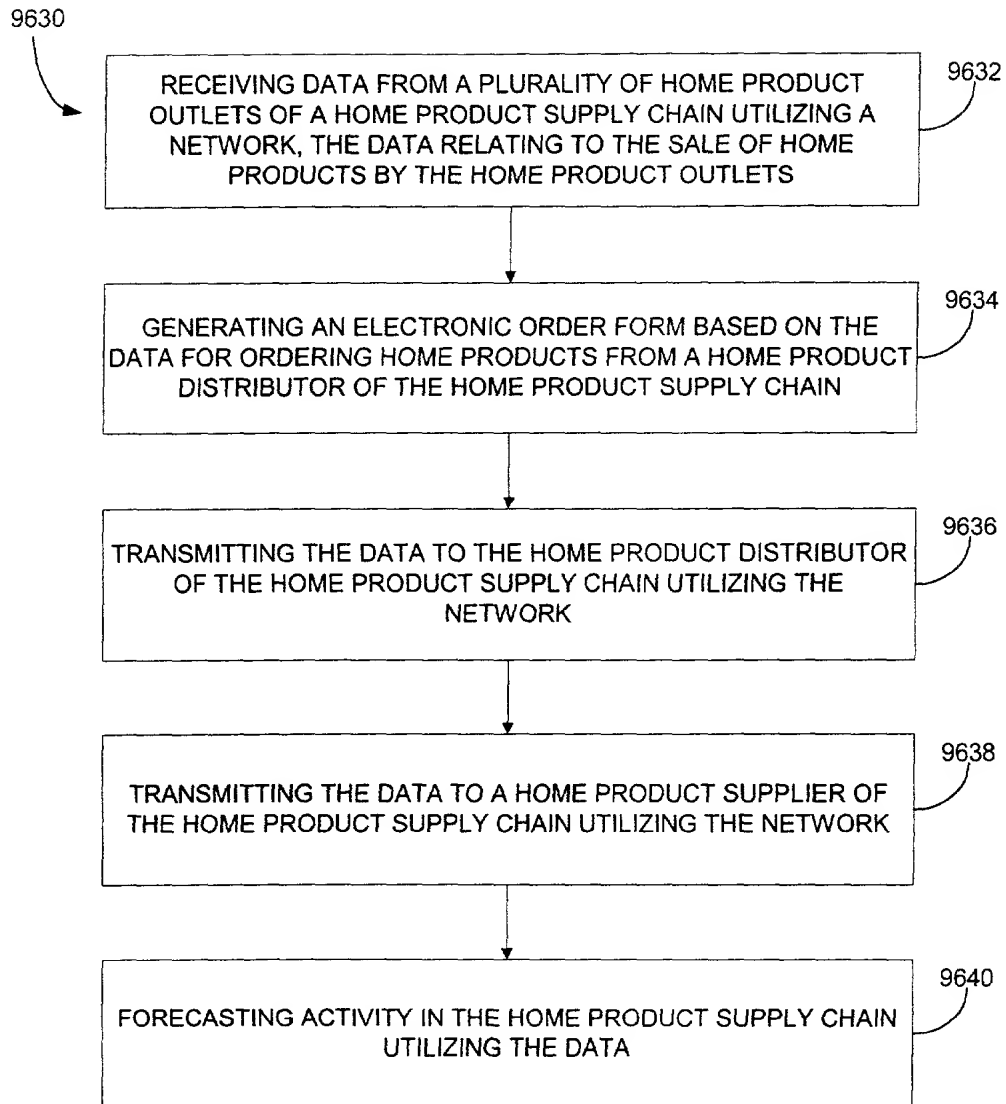 9630
RECEIVING DATA FROM A PLURALITY OF HOME PRODUCT
OUTLETS OF A HOME PRODUCT SUPPLY CHAIN UTILIZING A
NETWORK, THE DATA RELATING TO THE SALE OF HOME
PRODUCTS BY THE HOME PRODUCT OUTLETS
9632
GENERATING AN ELECTRONIC ORDER FORM BASED ON THE
DATA FOR ORDERING HOME PRODUCTS FROM A HOME PRODUCT
DISTRIBUTOR OF THE HOME PRODUCT SUPPLY CHAIN
9634
TRANSMITTING THE DATA TO THE HOME PRODUCT DISTRIBUTOR
OF THE HOME PRODUCT SUPPLY CHAIN UTILIZING THE
NETWORK
9636
TRANSMITTING THE DATA TO A HOME PRODUCT SUPPLIER OF
THE HOME PRODUCT SUPPLY CHAIN UTILIZING THE NETWORK
9638
FORECASTING ACTIVITY IN THE HOME PRODUCT SUPPLY CHAIN
UTILIZING THE DATA
9640